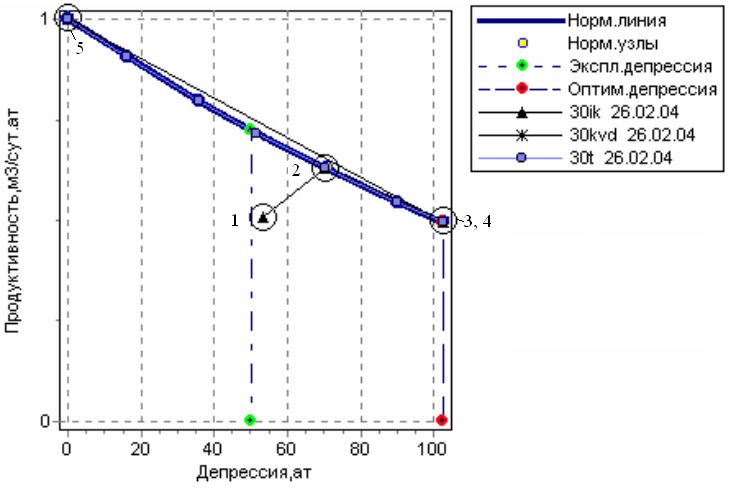 1
0
Продуктивность,м3/сут.ат
5
2
1
3, 4
0
20
40
60
80
100
Депрессия,ат
Норм.линия
Норм.узлы
Экспл.депрессия
Оптим.депрессия
30ik 26.02.04
30kvd 26.02.04
30t 26.02.04